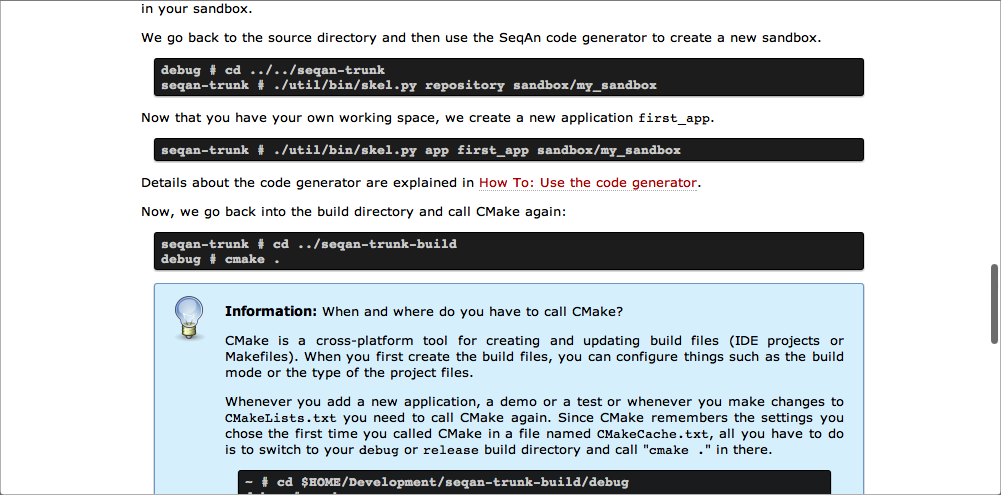 in your sandbox.
We go back to the source directory and then use the SeqAn code generator to create a new sandbox.
debug # cd ../../seqan-trunk
seqan-trunk # ./util/bin/skel.py repository sandbox/my_sandbox
Now that you have your own working space, we create a new application first_app.
seqan-trunk # ./util/bin/skel.py app first_app sandbox/my_sandbox
Details about the code generator are explained in How To: Use the code generator.
Now, we go back into the build directory and call CMake again:
seqan-trunk # cd ../seqan-trunk-build
debug # cmake .
Information: When and where do you have to call CMake?
CMake is a cross-platform tool for creating and updating build files (IDE projects or
Makefiles). When you first create the build files, you can configure things such as the build
mode or the type of the project files.
Whenever you add a new application, a demo or a test or whenever you make changes to
CMakeLists.txt you need to call CMake again. Since CMake remembers the settings you
chose the first time you called CMake in a file named CMakeCache.txt, all you have to do
is to switch to your debug or release build directory and call "cmake ." in there.
~ # cd $HOME/Development/seqan-trunk-build/debug